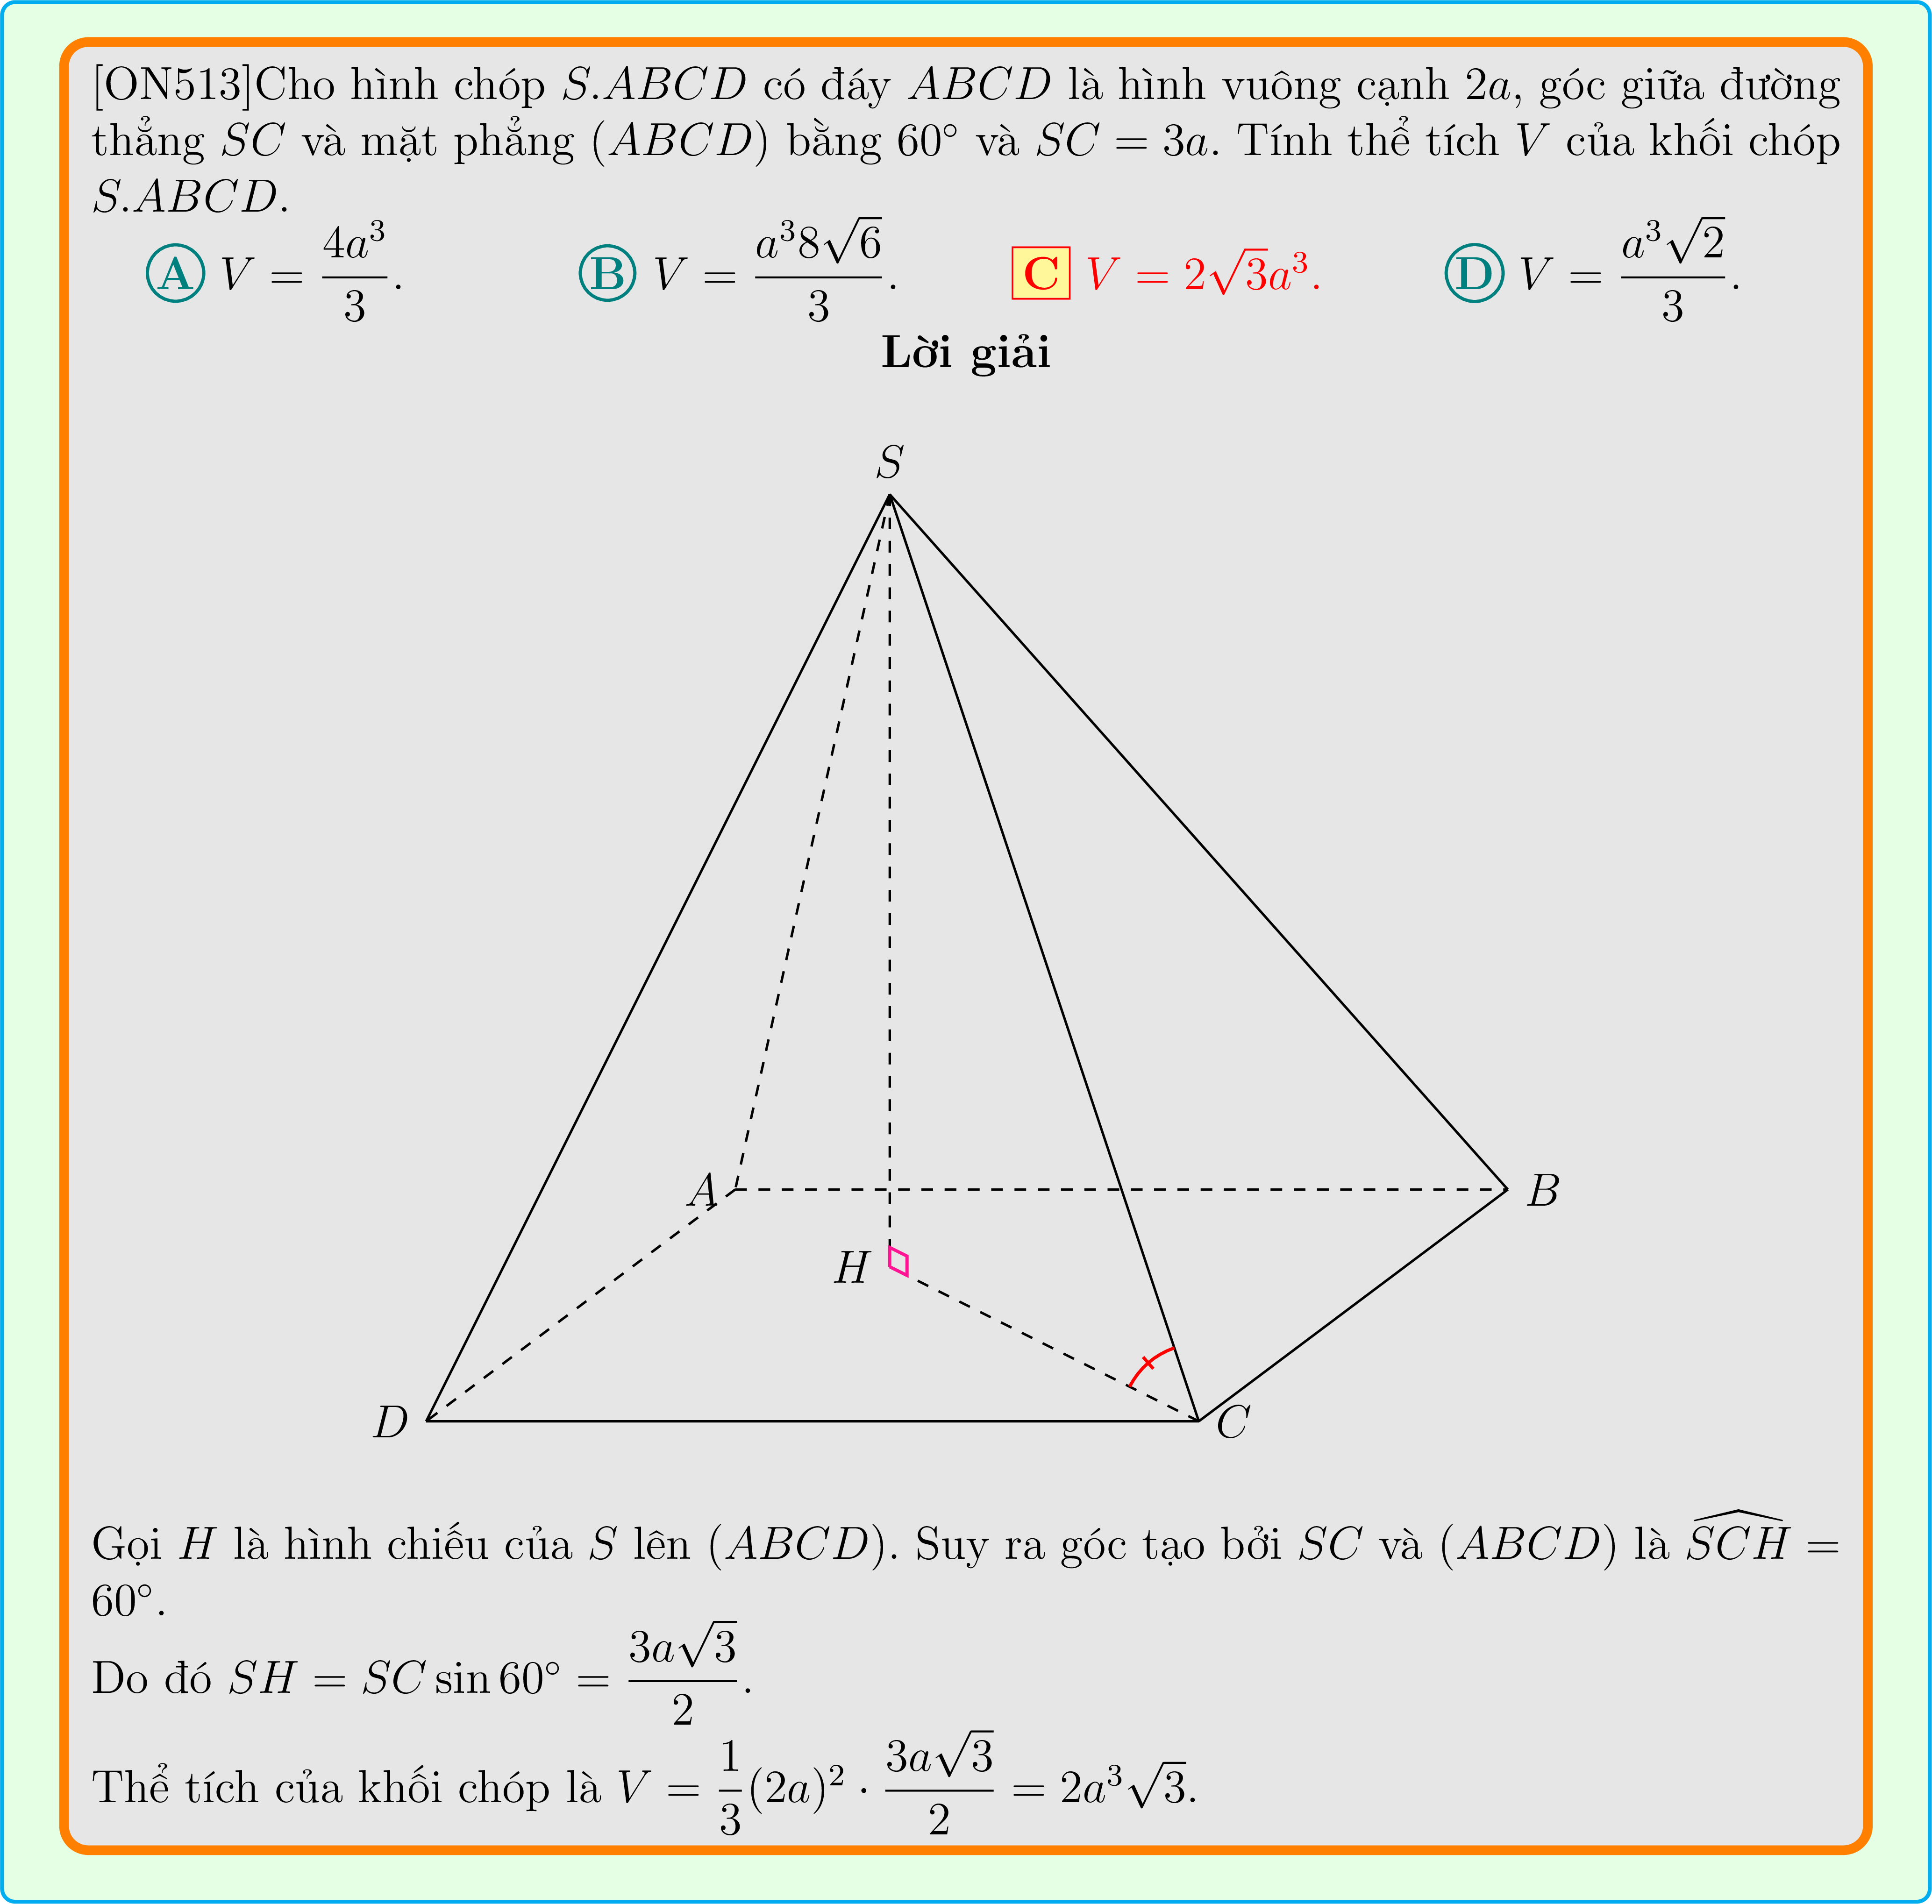 [ON513]Cho hình chóp S.ABCD có đáy ABCD là hình vuông cạnh 2a, góc giữa đường
thẳng SC và mặt phẳng (ABCD) bằng 60° và SC = 3a. Tính thể tích V của khối chóp
S.ABCD.
A V = \frac{4a^3}{3}. B V = \frac{a^3 8\sqrt{6}}{3}. C V = 2\sqrt{3}a^3. D V = \frac{a^3\sqrt{2}}{3}.
Lời giải
S
A
B
H
D
C
Gọi H là hình chiếu của S lên (ABCD). Suy ra góc tạo bởi SC và (ABCD) là \widehat{SCH} =
60°.
Do đó SH = SC sin 60° = \frac{3a\sqrt{3}}{2}.
Thể tích của khối chóp là V = \frac{1}{3}(2a)^2 · \frac{3a\sqrt{3}}{2} = 2a^3\sqrt{3}.